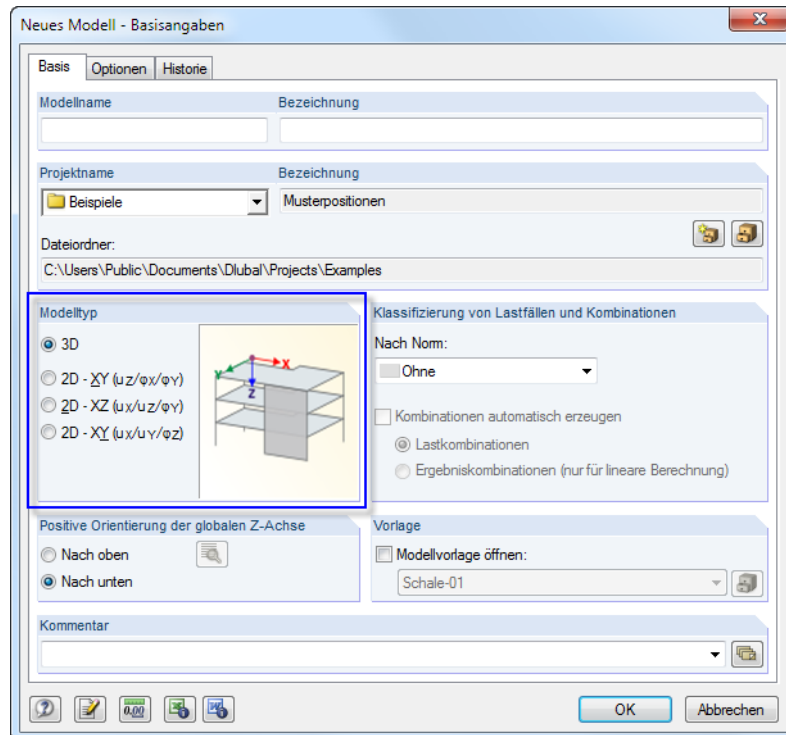 Neues Modell - Basisangaben
Basis Optionen Historie
Modellname Bezeichnung
Projektname Bezeichnung
Beispiele Musterpositionen
Dateiordner:
C:\Users\Public\Documents\Dlubal\Projects\Examples
Modelltyp
3D
2D - XY (uZ/φX/φY)
2D - XZ (uX/uZ/φY)
2D - XY (uX/uY/φZ)
X
Y
Z
Klassifizierung von Lastfällen und Kombinationen
Nach Norm:
Ohne
Kombinationen automatisch erzeugen
Lastkombinationen
Ergebniskombinationen (nur für lineare Berechnung)
Positive Orientierung der globalen Z-Achse
Nach oben
Nach unten
Vorlage
Modellvorlage öffnen:
Schale-01
Kommentar
0,00
OK Abbrechen